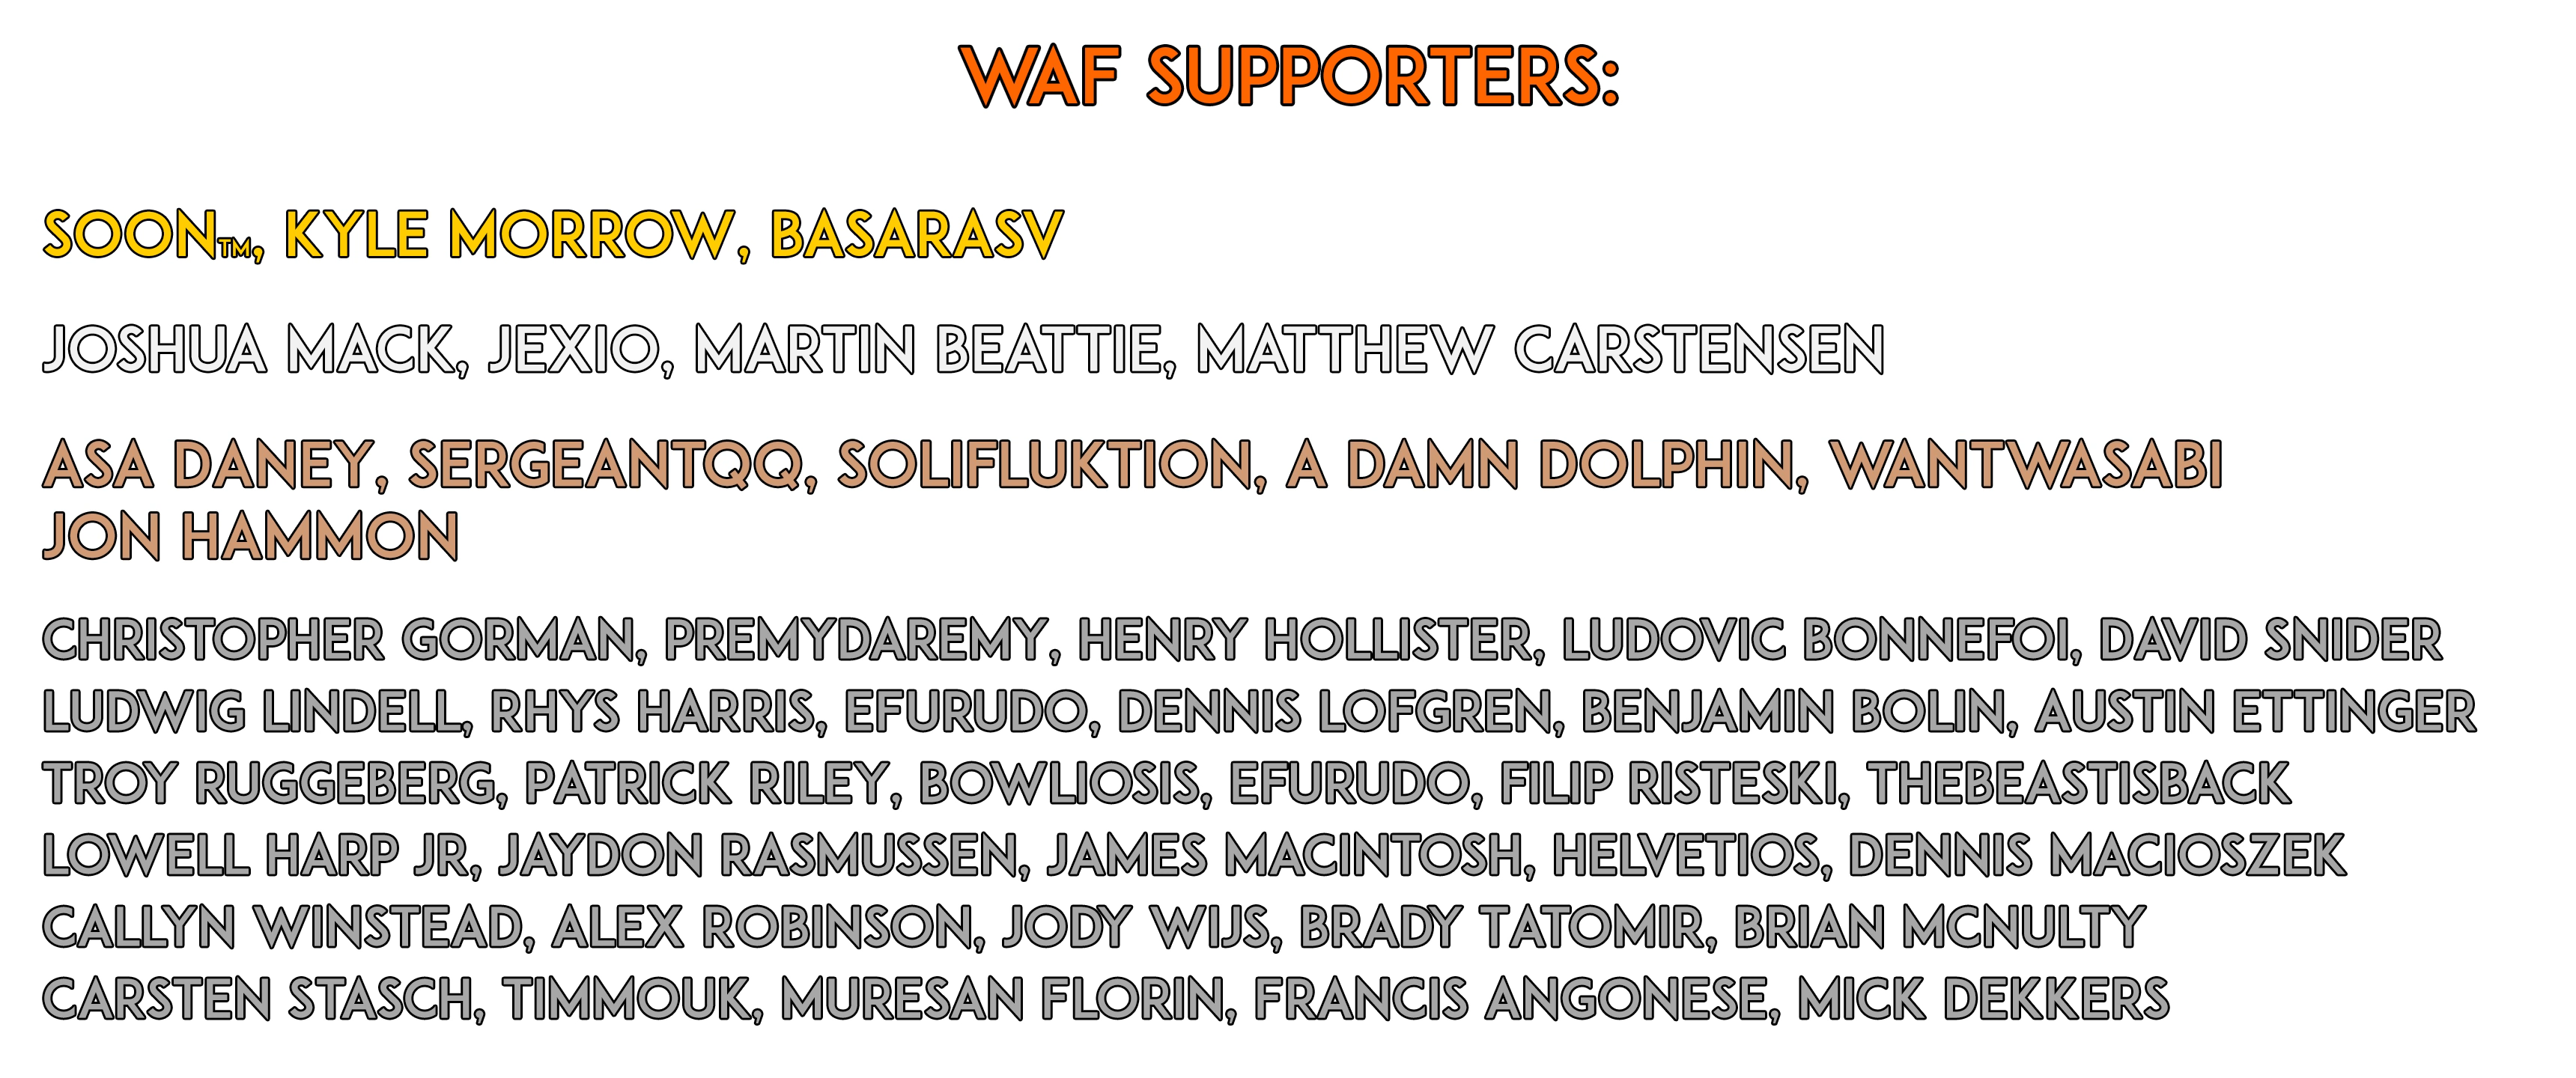 WAF SUPPORTERS:
SOON™, KYLE MORROW, BASARASV
JOSHUA MACK, JEXIO, MARTIN BEATTIE, MATTHEW CARSTENSEN
ASA DANEY, SERGEANTQQ, SOLIFLUKTION, A DAMN DOLPHIN, WANTWASABI
JON HAMMON
CHRISTOPHER GORMAN, PREMYDAREMY, HENRY HOLLISTER, LUDOVIC BONNEFOI, DAVID SNIDER
LUDWIG LINDELL, RHYS HARRIS, EFURUDO, DENNIS LOFGREN, BENJAMIN BOLIN, AUSTIN ETTINGER
TROY RUGGEBERG, PATRICK RILEY, BOWLIOSIS, EFURUDO, FILIP RISTESKI, THEBEASTISBACK
LOWELL HARP JR, JAYDON RASMUSSEN, JAMES MACINTOSH, HELVETIOS, DENNIS MACIOSZEK
CALLYN WINSTEAD, ALEX ROBINSON, JODY WIJS, BRADY TATOMIR, BRIAN MCNULTY
CARSTEN STASCH, TIMMOUK, MURESAN FLORIN, FRANCIS ANGONESE, MICK DEKKERS